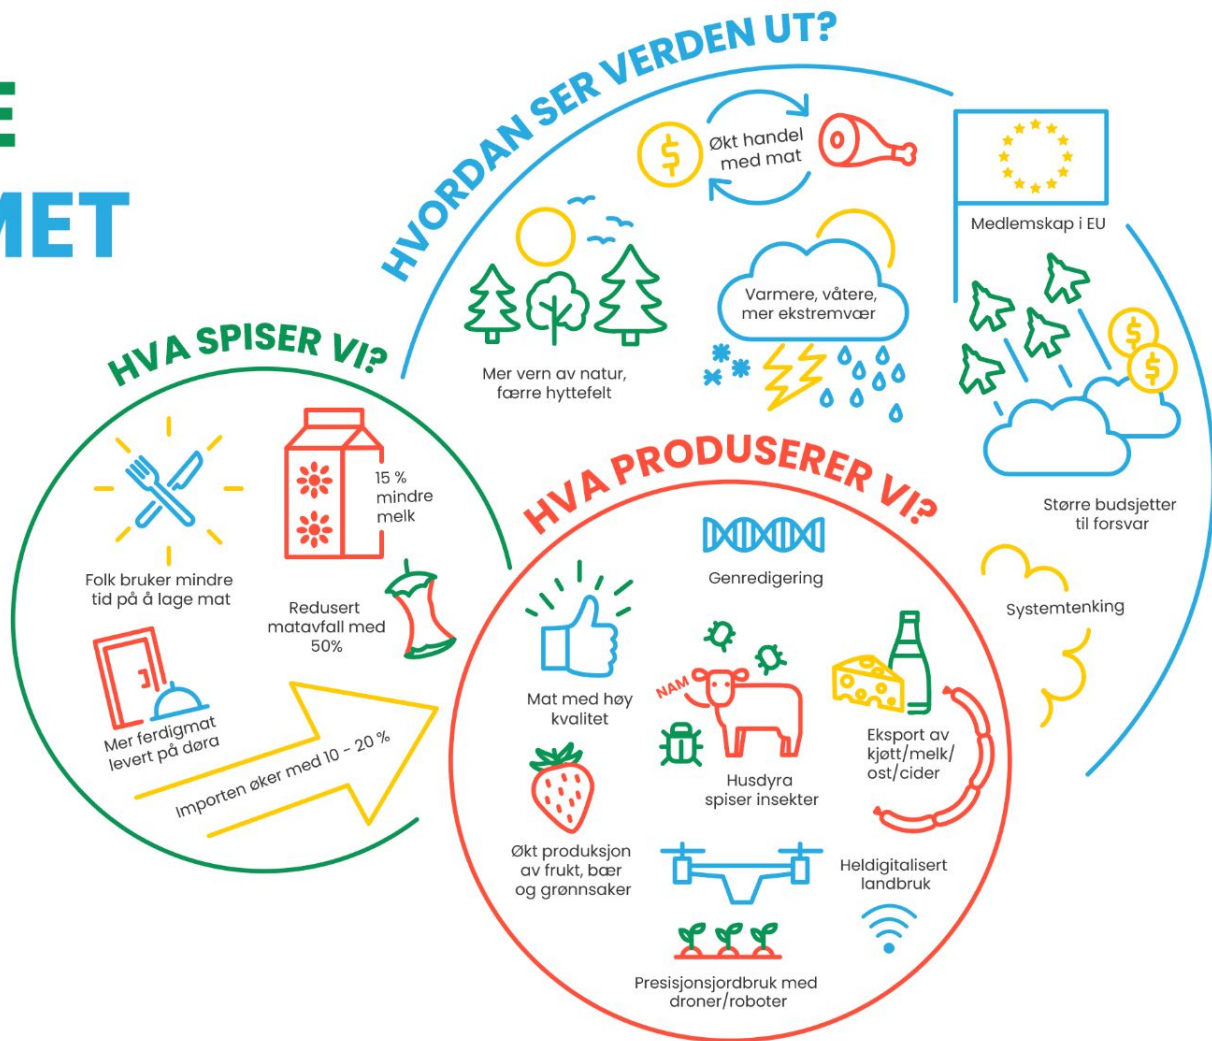 E
MET
HVORDAN SER VERDEN UT?
Økt handel
med mat
Medlemskap i EU
Varmere, våtere,
mer ekstremvær
Mer vern av natur,
færre hyttefelt
Større budsjetter
til forsvar
Systemtenking
HVA SPISER VI?
15 %
mindre
melk
Folk bruker mindre
tid på å lage mat
Redusert
matavfall med
50%
Mer ferdigmat
levert på døra
Importen øker med 10 - 20 %
HVA PRODUSERER VI?
Genredigering
Mat med høy
kvalitet
NAM
Husdyra
spiser insekter
Eksport av
kjøtt/melk/
ost/cider
Økt produksjon
av frukt, bær
og grønnsaker
Heldigitalisert
landbruk
Presisjonsjordbruk med
droner/roboter